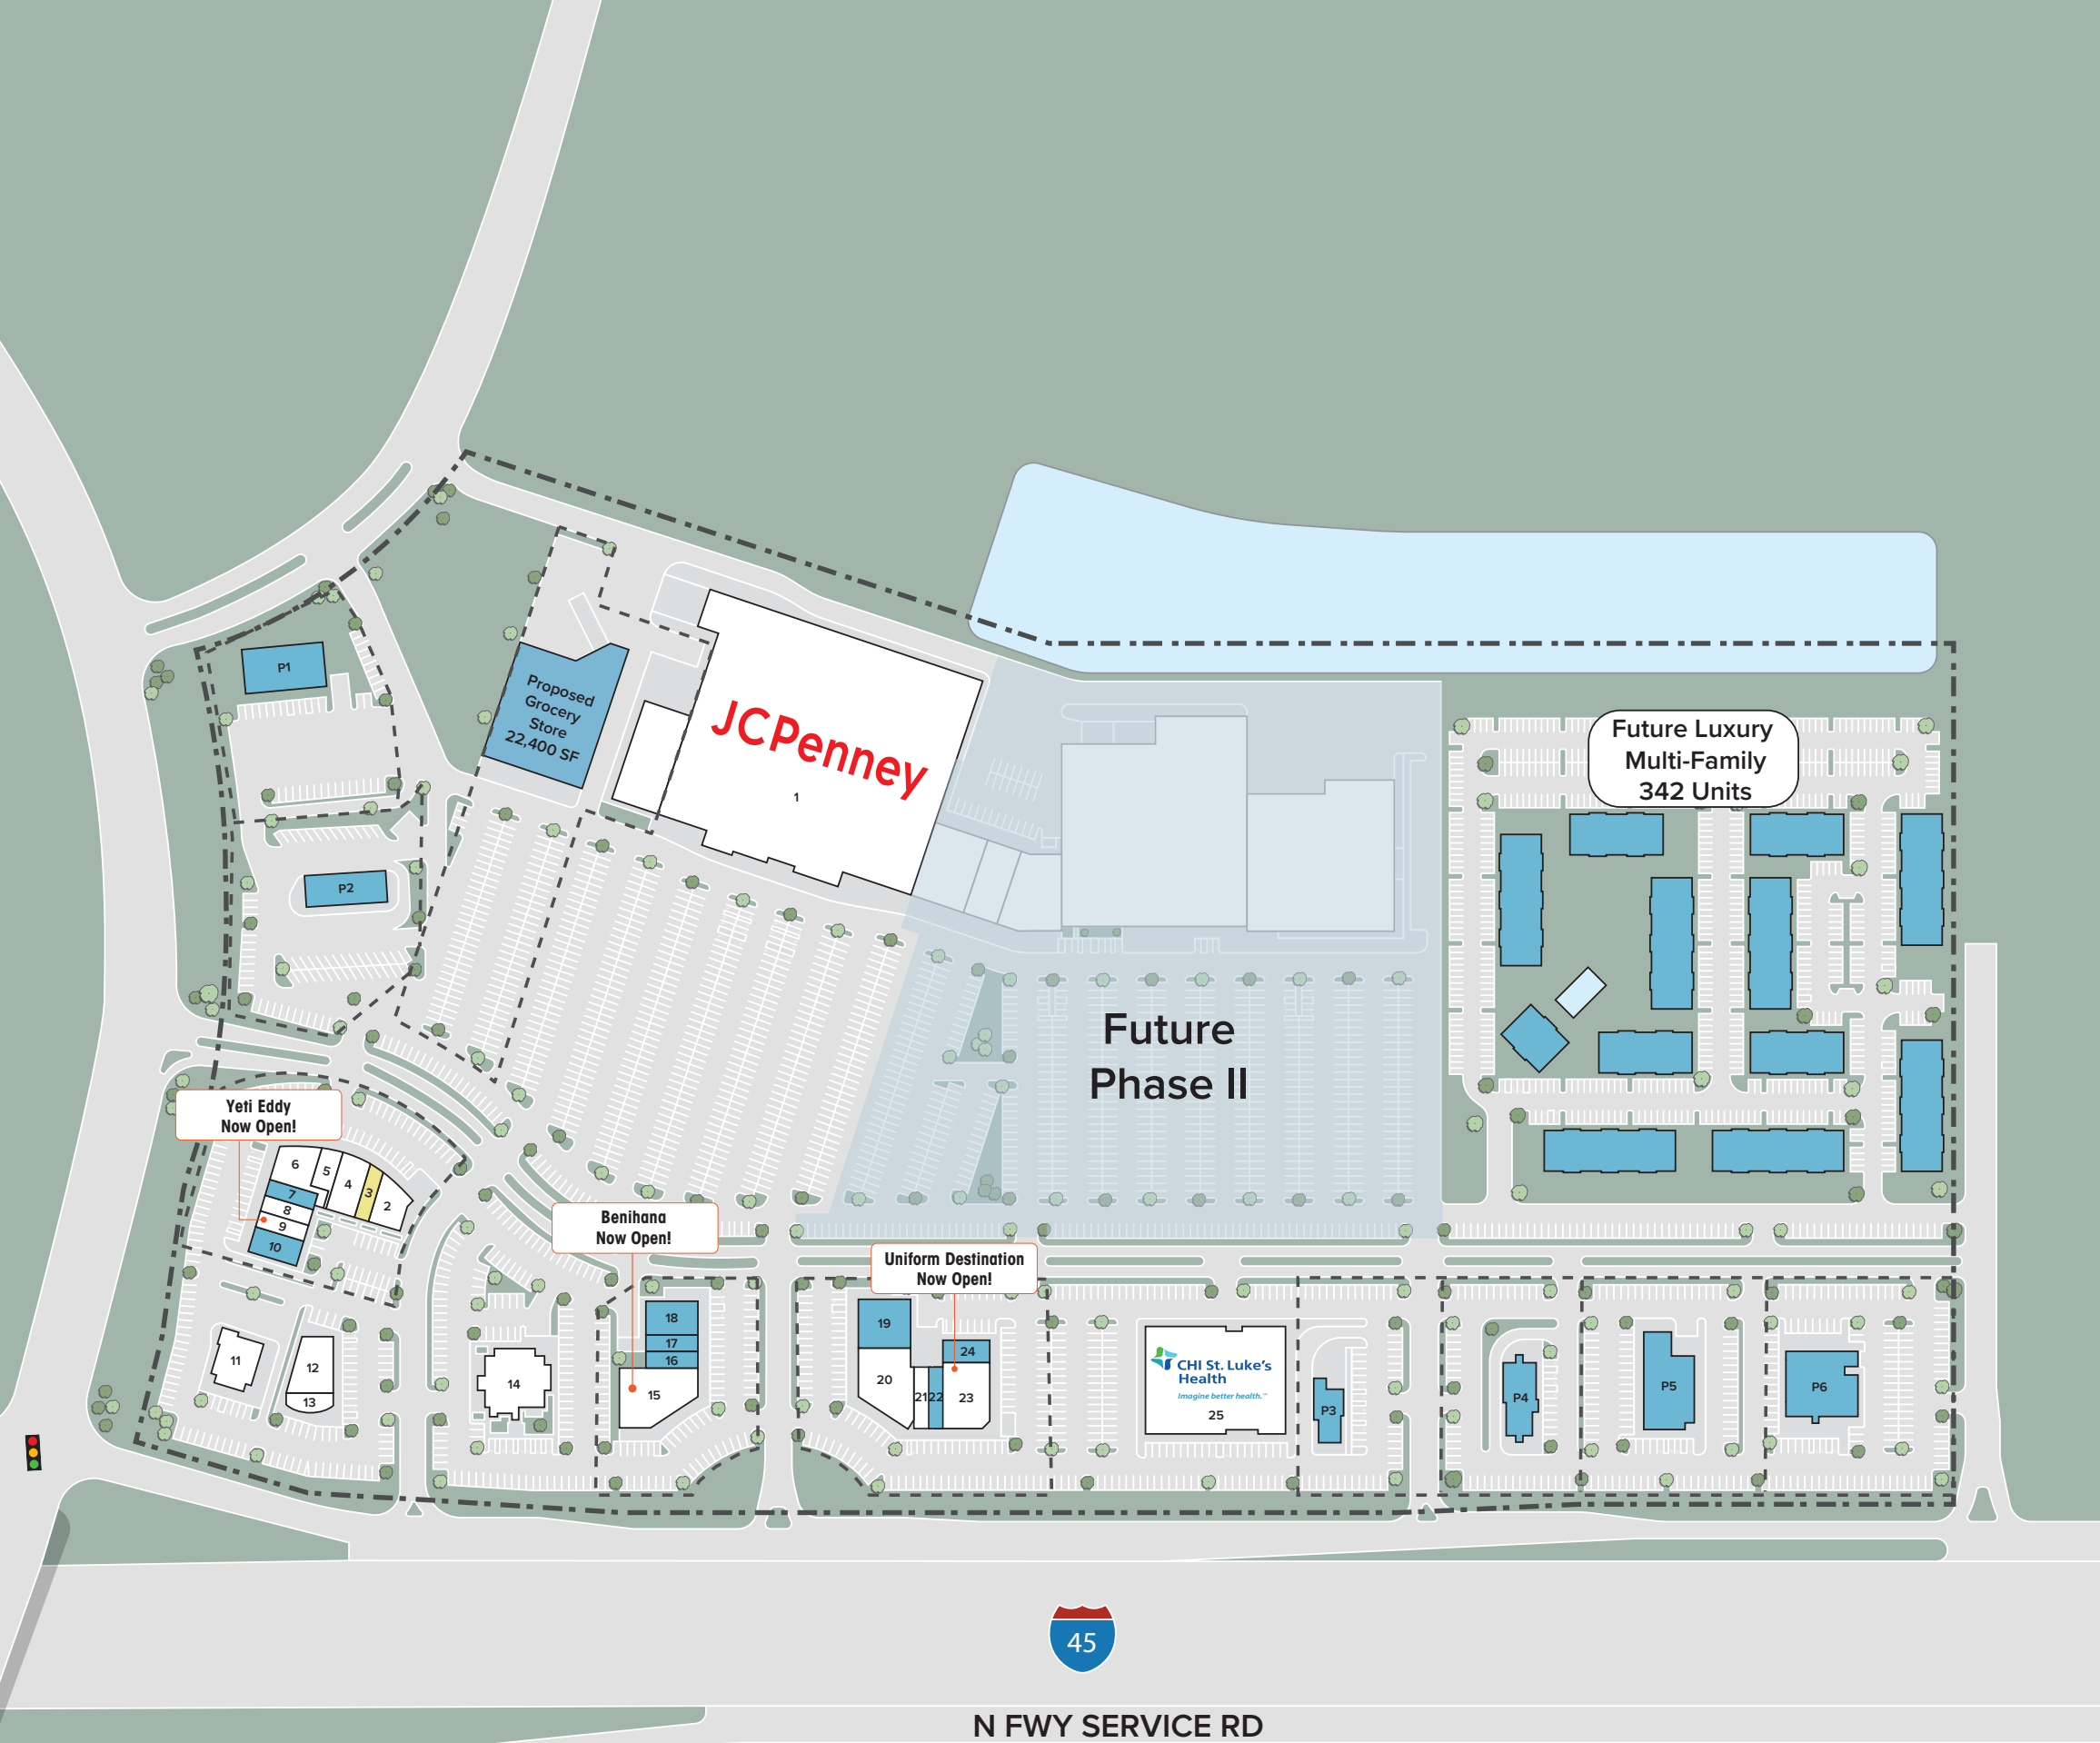 P1
Proposed
Grocery
Store
22,400 SF
JCPenney
1
Future Luxury
Multi-Family
342 Units
P2
Future
Phase II
Yeti Eddy
Now Open!
6
5
4
3
2
7
8
9
10
Benihana
Now Open!
Uniform Destination
Now Open!
11
12
13
14
18
17
16
15
19
20
21
22
24
23
CHI St. Luke's
Health
Imagine better health.™
25
P3
P4
P5
P6
45
N FWY SERVICE RD